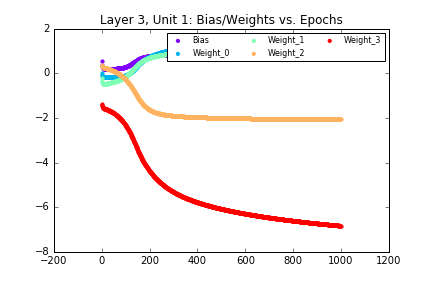 Layer 3, Unit 1: Bias/Weights vs. Epochs
Bias Weight_1 Weight_3
Weight_0 Weight_2
2
0
−2
−4
−6
−8
−200 0 200 400 600 800 1000 1200